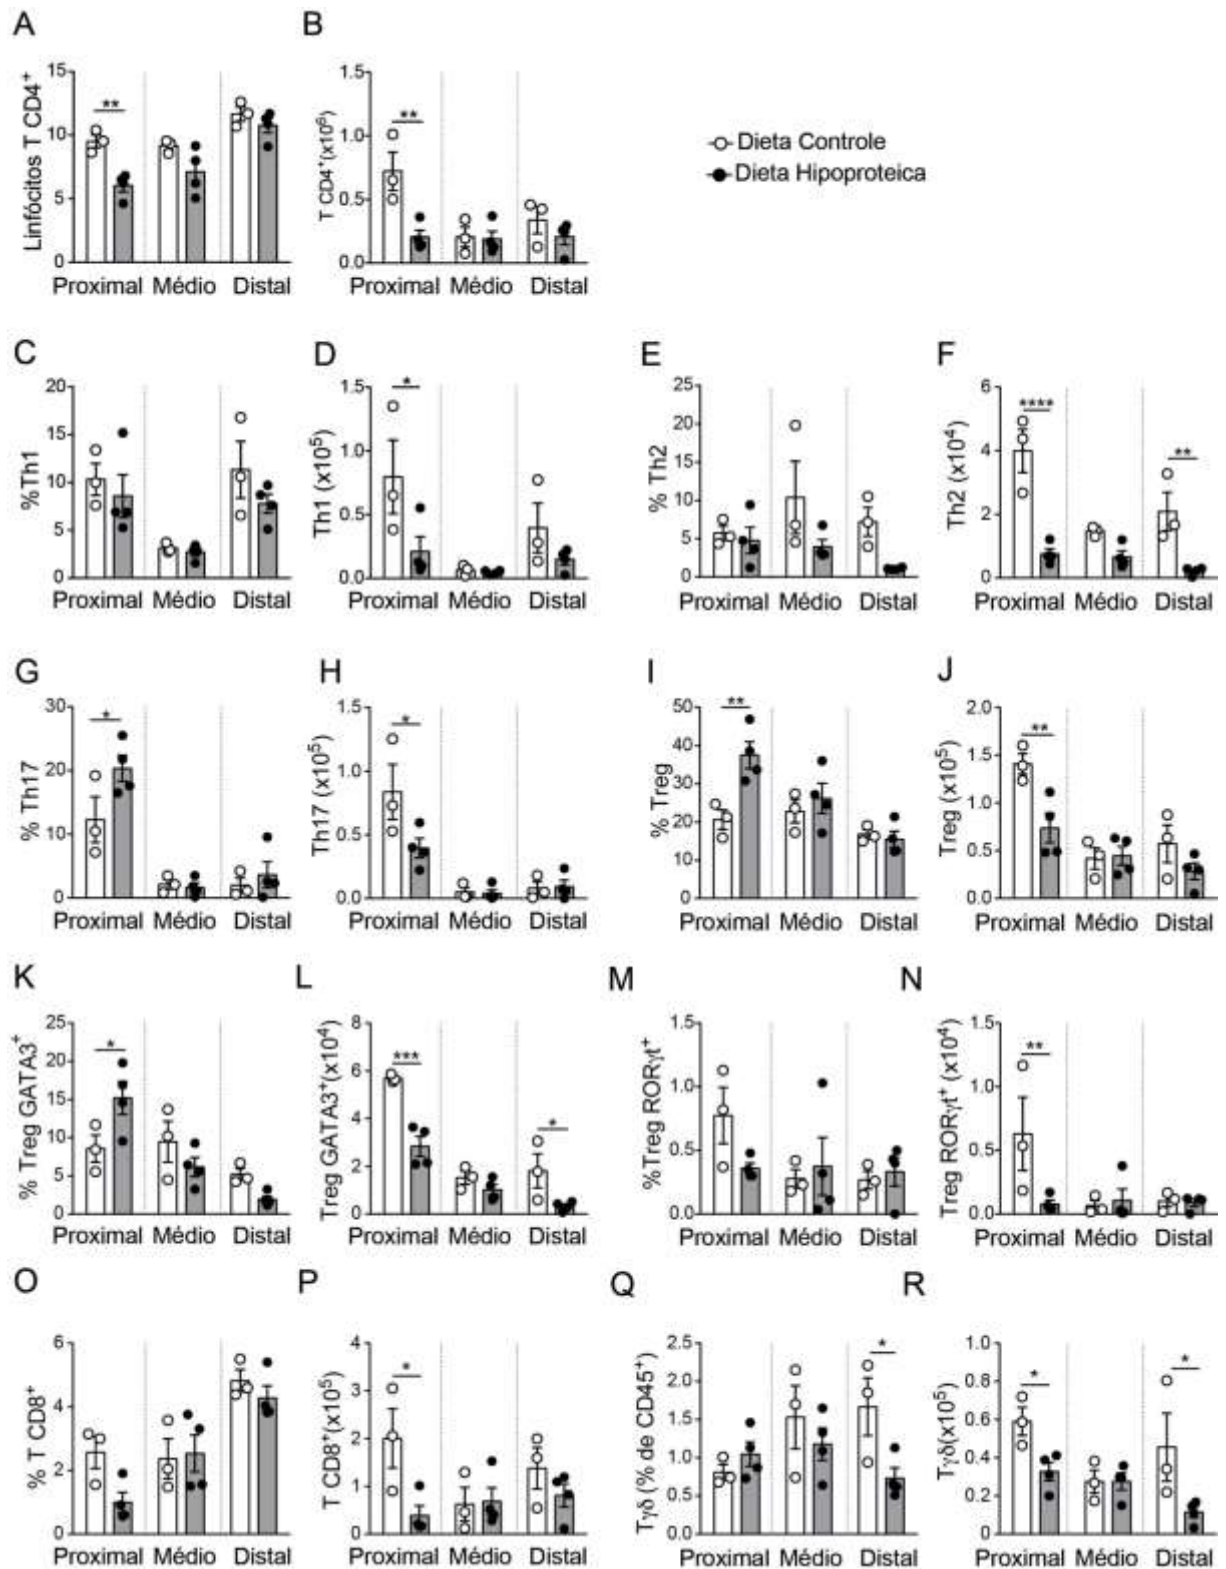 A
Linfócitos T CD4⁺
15
10
5
0
**
Proximal Médio Distal
B
T CD4⁺(x10⁶)
1.5
1.0
0.5
0.0
**
Proximal Médio Distal
Dieta Controle
Dieta Hipoproteica
C
%Th1
20
15
10
5
0
Proximal Médio Distal
D
Th1 (x10⁵)
1.5
1.0
0.5
0.0
*
Proximal Médio Distal
E
% Th2
25
20
15
10
5
0
Proximal Médio Distal
F
Th2 (x10⁴)
6
4
2
0
****
**
Proximal Médio Distal
G
% Th17
30
20
10
0
*
Proximal Médio Distal
H
Th17 (x10⁵)
1.5
1.0
0.5
0.0
*
Proximal Médio Distal
I
% Treg
50
40
30
20
10
0
**
Proximal Médio Distal
J
Treg (x10⁵)
2.0
1.5
1.0
0.5
0.0
**
Proximal Médio Distal
K
% Treg GATA3⁺
25
20
15
10
5
0
*
Proximal Médio Distal
L
Treg GATA3⁺(x10⁴)
8
6
4
2
0
***
*
Proximal Médio Distal
M
%Treg RORγt⁺
1.5
1.0
0.5
0.0
Proximal Médio Distal
N
Treg RORγt⁺ (x10⁴)
1.5
1.0
0.5
0.0
**
Proximal Médio Distal
O
% T CD8⁺
6
4
2
0
Proximal Médio Distal
P
T CD8⁺(x10⁵)
4
3
2
1
0
*
Proximal Médio Distal
Q
Tγδ (% de CD45⁺)
2.5
2.0
1.5
1.0
0.5
0.0
*
Proximal Médio Distal
R
Tγδ(x10⁵)
1.0
0.8
0.6
0.4
0.2
0
*
*
Proximal Médio Distal